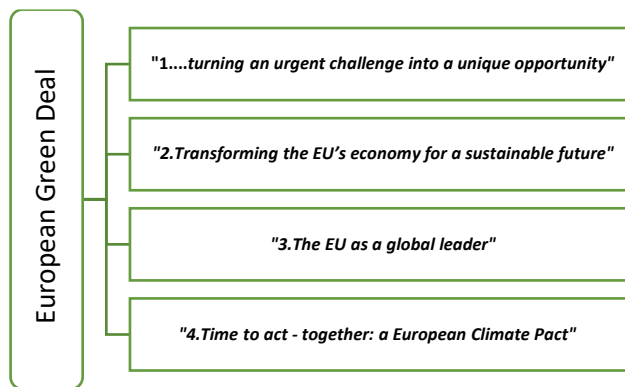 European Green Deal
"1....turning an urgent challenge into a unique opportunity"
"2.Transforming the EU’s economy for a sustainable future"
"3.The EU as a global leader"
"4.Time to act - together: a European Climate Pact"